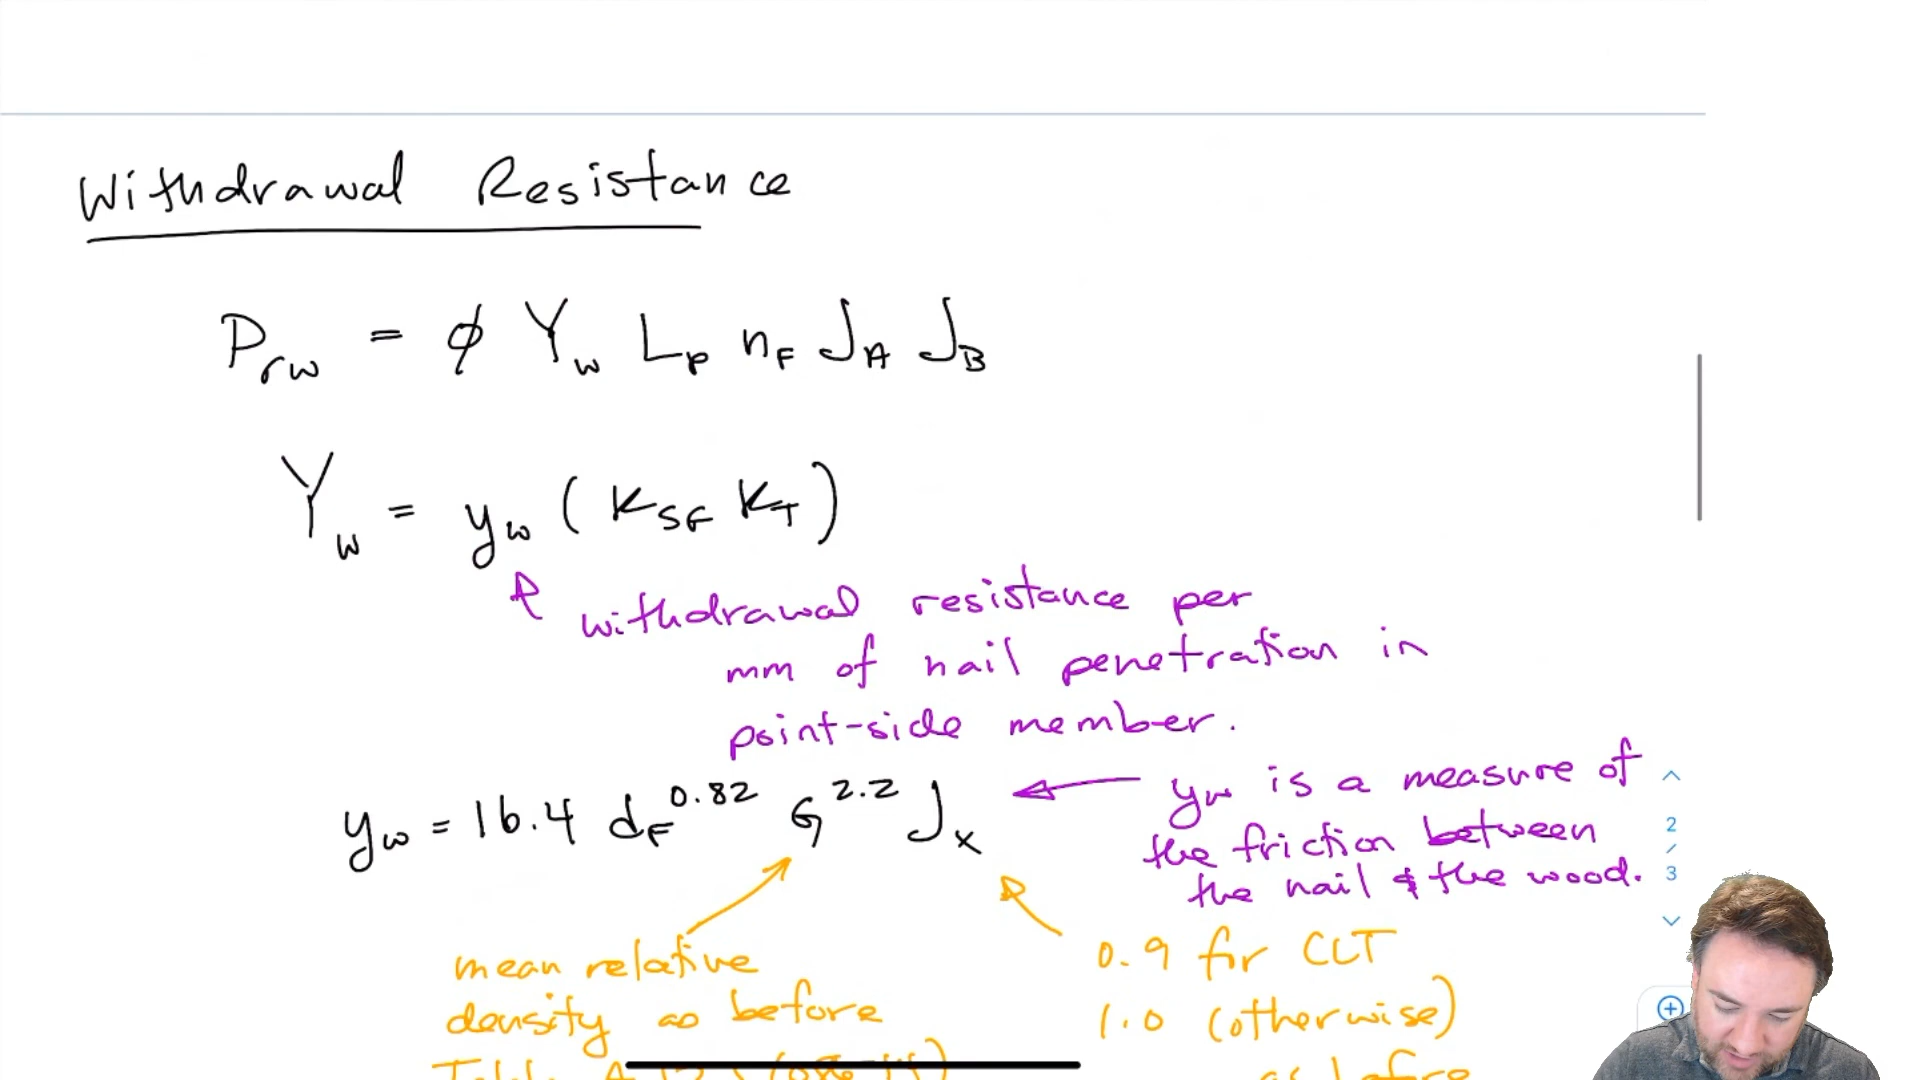 Withdrawal Resistance
P_rw = ϕ Y_w L_p n_F J_A J_B
Y_w = y_w (K_SF K_T)
withdrawal resistance per
mm of nail penetration in
point-side member.
y_w = 16.4 d_F^0.82 G^2.2 J_x
y_w is a measure of
the friction between
the nail & the wood.
2
/
3
mean relative
density as before
0.9 for CLT
1.0 (otherwise)
as before
Table